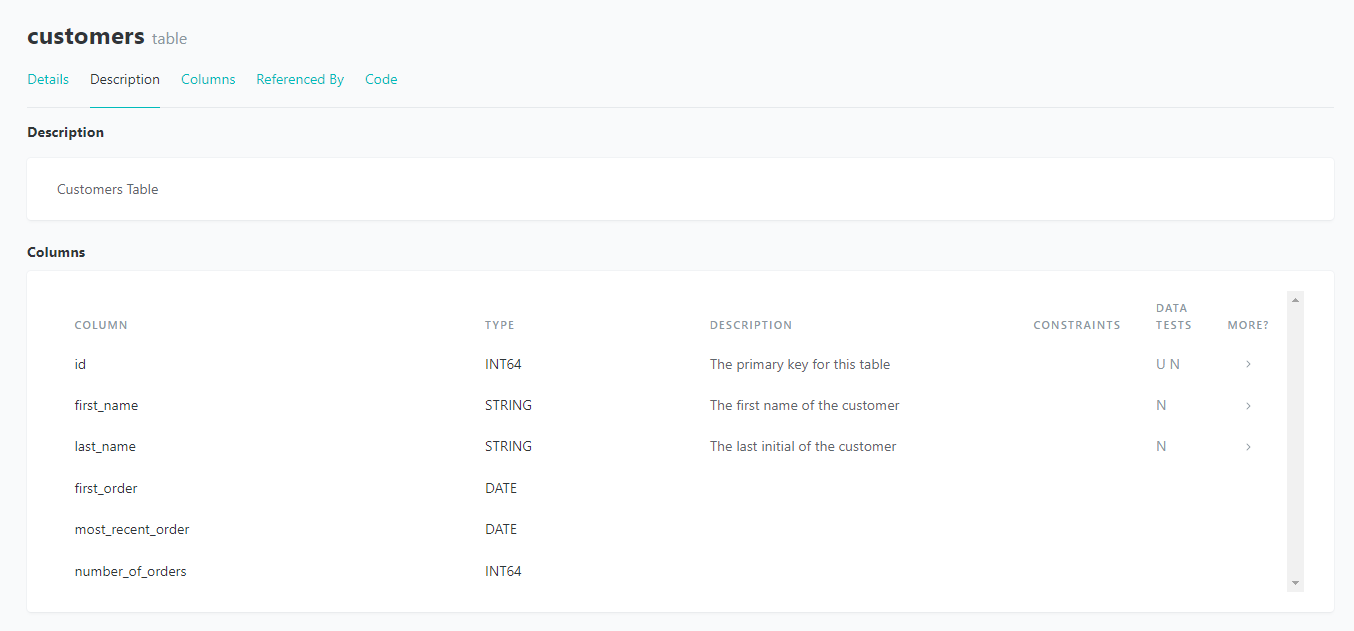 customers table
Details Description Columns Referenced By Code
Description
Customers Table
Columns
COLUMN TYPE DESCRIPTION CONSTRAINTS DATA TESTS MORE?
id INT64 The primary key for this table U N >
first_name STRING The first name of the customer N >
last_name STRING The last initial of the customer N >
first_order DATE
most_recent_order DATE
number_of_orders INT64